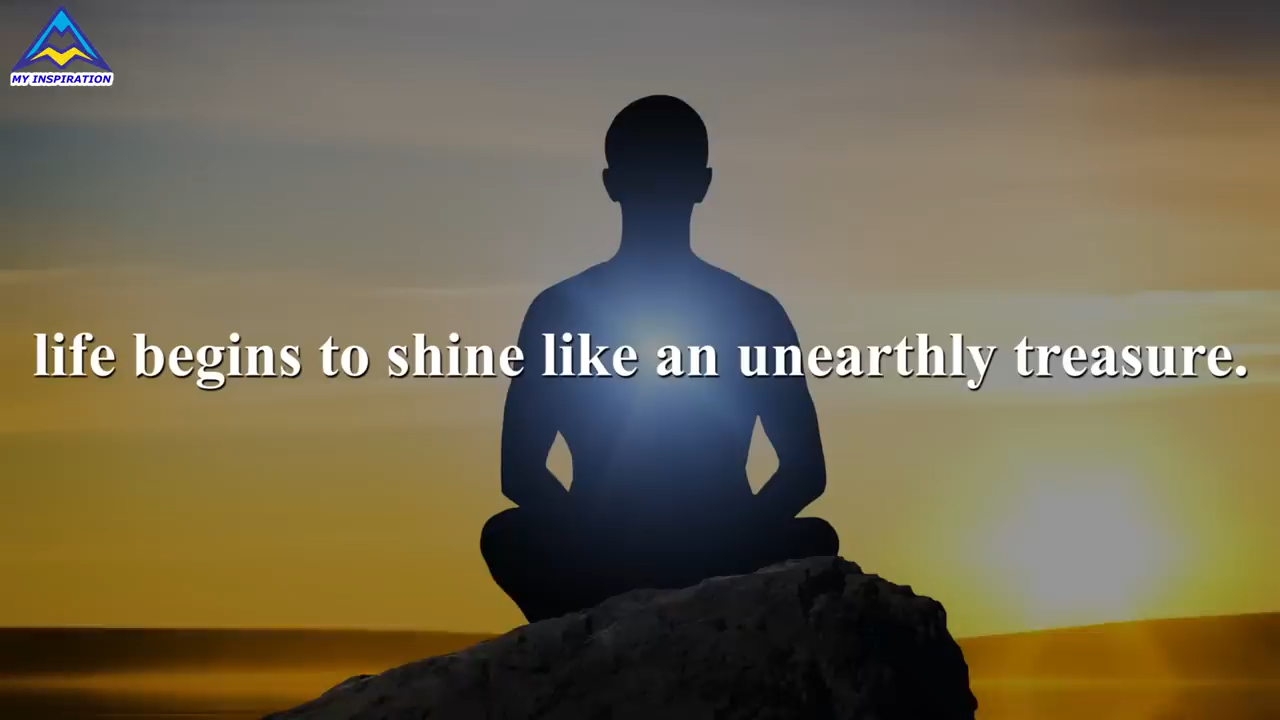 MY INSPIRATION
life begins to shine like an unearthly treasure.